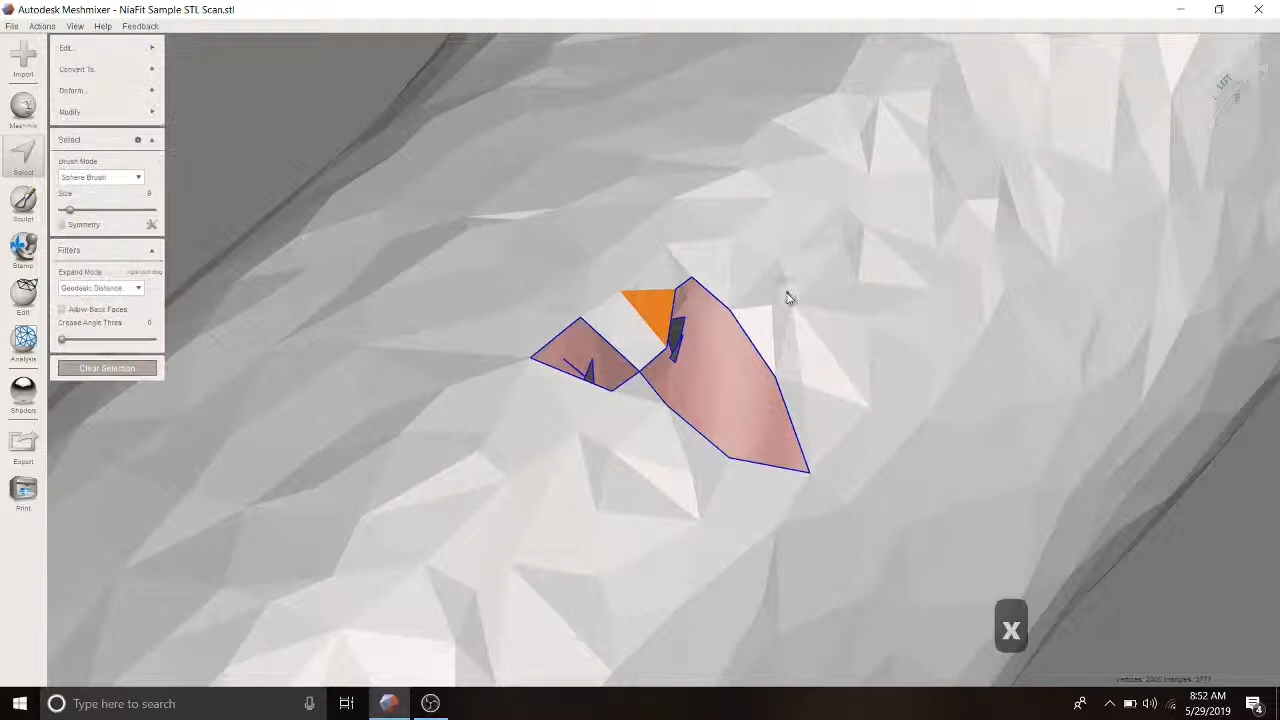 Autodesk Meshmixer - NiaFit Sample STL Scan.stl
File Actions View Help Feedback
Import
Meshmix
Select
Sculpt
Stamp
Edit
Analysis
Shaders
Export
Print
Edit...
Convert To.
Deform...
Modify
Select
Brush Mode
Sphere Brush
Size 9
Symmetry
Filters
Expand Mode
Geodesic Distance
Allow Back Faces
Crease Angle Thres 0
Clear Selection
LEFT
X
Type here to search
8:52 AM
5/29/2019
4